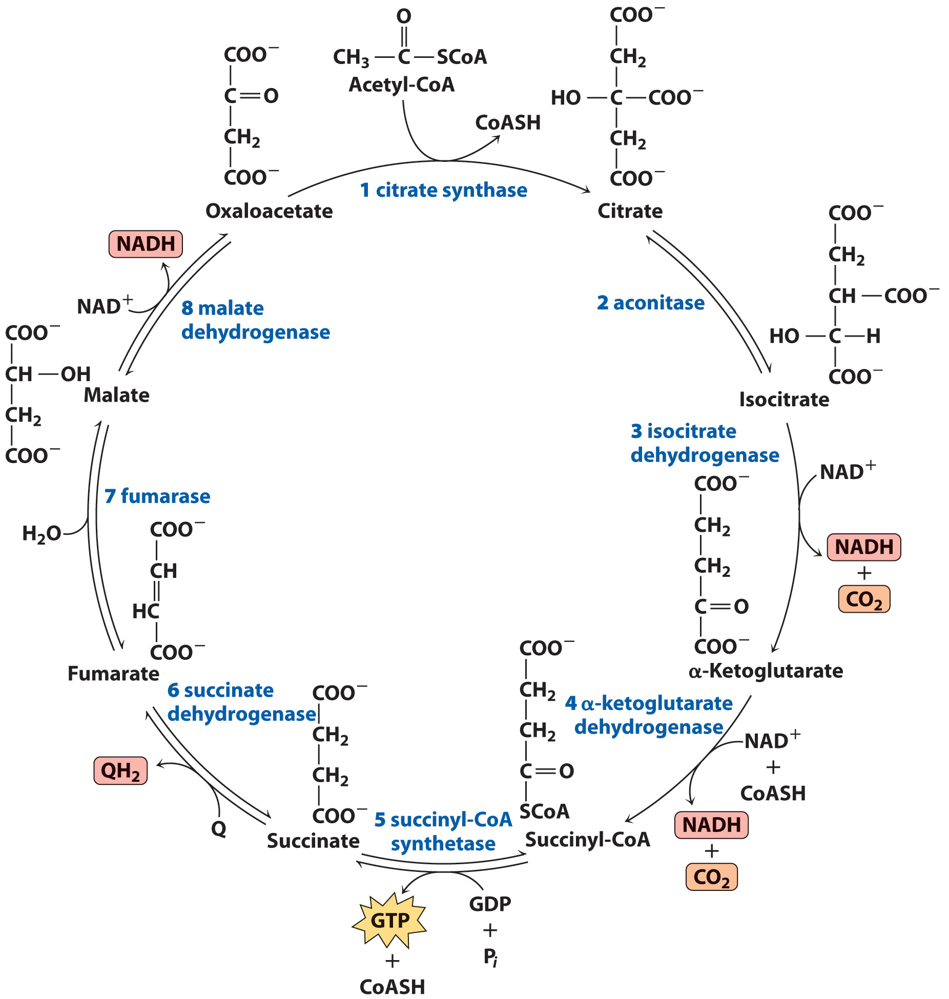 O
CH₃—C—SCoA
Acetyl-CoA
CoASH
COO⁻
C=O
CH₂
COO⁻
Oxaloacetate
1 citrate synthase
COO⁻
CH₂
HO—C—COO⁻
CH₂
COO⁻
Citrate
2 aconitase
COO⁻
CH₂
CH—COO⁻
HO—C—H
COO⁻
Isocitrate
3 isocitrate
dehydrogenase
NAD⁺
NADH
+
CO₂
COO⁻
CH₂
CH₂
C=O
COO⁻
α-Ketoglutarate
4 α-ketoglutarate
dehydrogenase
NAD⁺
+
CoASH
NADH
+
CO₂
COO⁻
CH₂
CH₂
C=O
SCoA
Succinyl-CoA
5 succinyl-CoA
synthetase
GDP
+
Pᵢ
GTP
+
CoASH
COO⁻
CH₂
CH₂
COO⁻
Succinate
6 succinate
dehydrogenase
Q
QH₂
COO⁻
CH
HC
COO⁻
Fumarate
7 fumarase
H₂O
COO⁻
CH—OH
CH₂
COO⁻
Malate
8 malate
dehydrogenase
NAD⁺
NADH